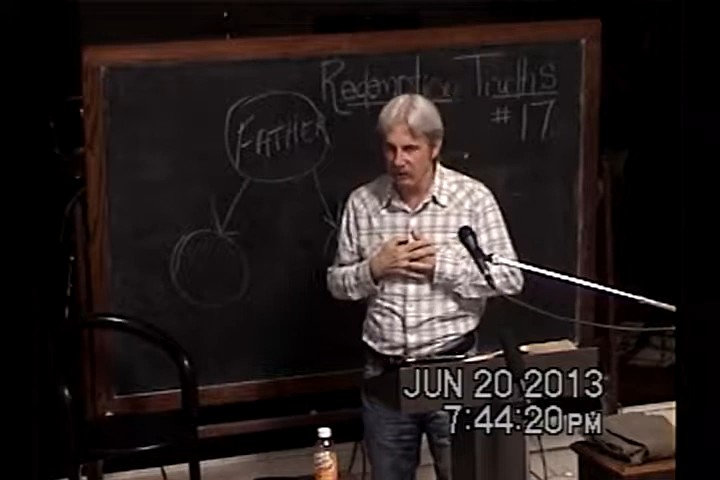 Redemption Truths
#17
FATHER
JUN 20 2013
7:44:20PM